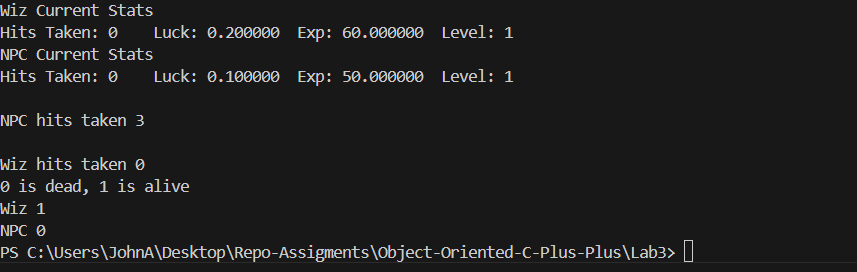 Wiz Current Stats
Hits Taken: 0    Luck: 0.200000  Exp: 60.000000  Level: 1
NPC Current Stats
Hits Taken: 0    Luck: 0.100000  Exp: 50.000000  Level: 1
NPC hits taken 3
Wiz hits taken 0
0 is dead, 1 is alive
Wiz 1
NPC 0
PS C:\Users\JohnA\Desktop\Repo-Assigments\Object-Oriented-C-Plus-Plus\Lab3>